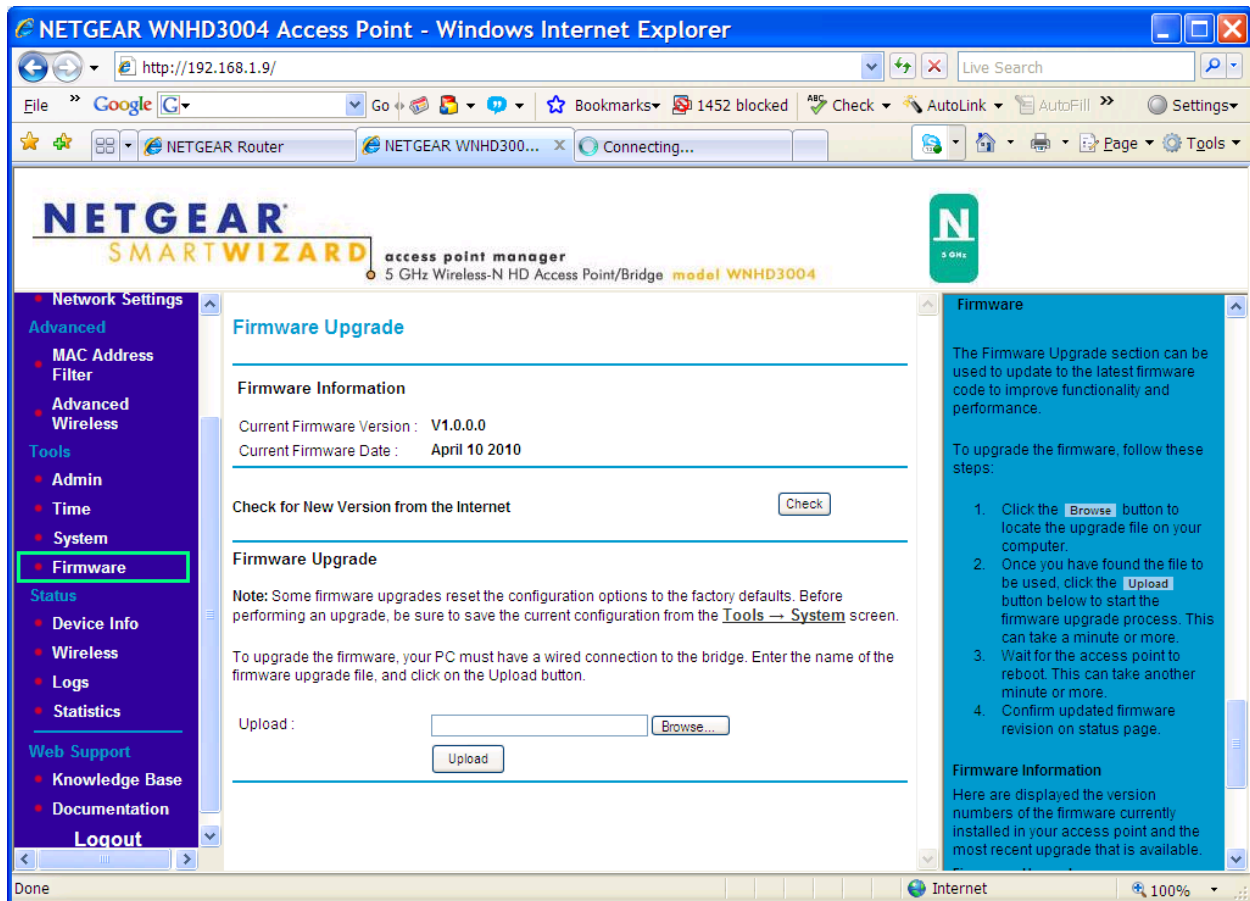 NETGEAR WNHD3004 Access Point - Windows Internet Explorer
http://192.168.1.9/
Live Search
File » Google G Go 1452 blocked Check AutoLink AutoFill » Settings
Bookmarks
NETGEAR Router
NETGEAR WNHD300... X
Connecting...
Page Tools
NETGEAR
SMARTWIZARD
access point manager
5 GHz Wireless-N HD Access Point/Bridge model WNHD3004
N
5 GHz
Network Settings
Advanced
MAC Address
Filter
Advanced
Wireless
Tools
Admin
Time
System
Firmware
Status
Device Info
Wireless
Logs
Statistics
Web Support
Knowledge Base
Documentation
Logout
Firmware Upgrade
Firmware Information
Current Firmware Version : V1.0.0.0
Current Firmware Date : April 10 2010
Check for New Version from the Internet Check
Firmware Upgrade
Note: Some firmware upgrades reset the configuration options to the factory defaults. Before
performing an upgrade, be sure to save the current configuration from the Tools → System screen.
To upgrade the firmware, your PC must have a wired connection to the bridge. Enter the name of the
firmware upgrade file, and click on the Upload button.
Upload : Browse...
Upload
Firmware
The Firmware Upgrade section can be
used to update to the latest firmware
code to improve functionality and
performance.
To upgrade the firmware, follow these
steps:
1. Click the Browse button to
locate the upgrade file on your
computer.
2. Once you have found the file to
be used, click the Upload
button below to start the
firmware upgrade process. This
can take a minute or more.
3. Wait for the access point to
reboot. This can take another
minute or more.
4. Confirm updated firmware
revision on status page.
Firmware Information
Here are displayed the version
numbers of the firmware currently
installed in your access point and the
most recent upgrade that is available.
Done
Internet
100%